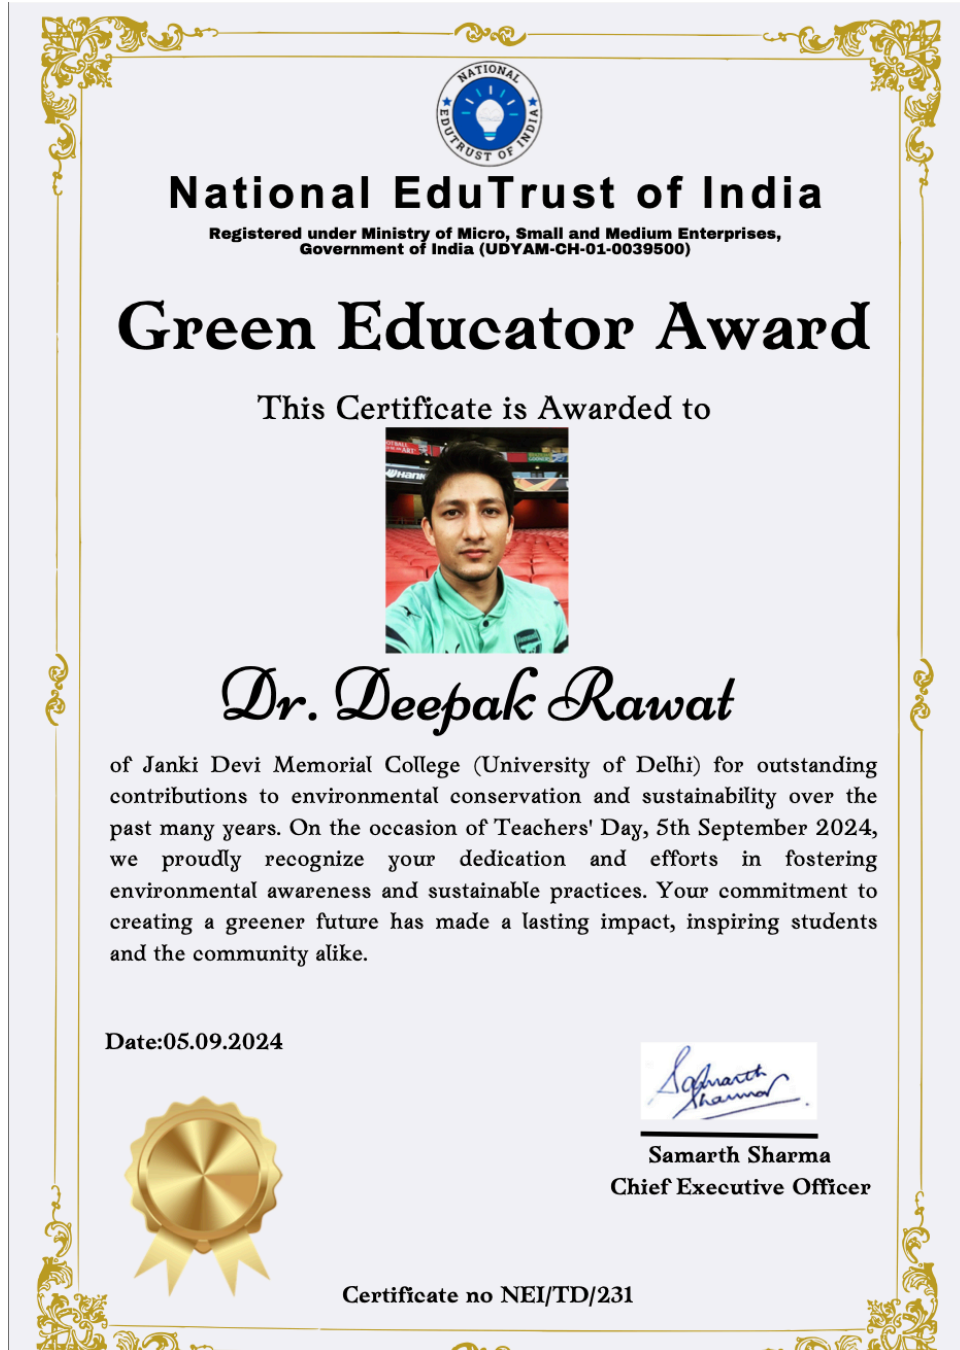 NATIONAL
EDUTRUST OF INDIA
National EduTrust of India
Registered under Ministry of Micro, Small and Medium Enterprises,
Government of India (UDYAM-CH-01-0039500)
Green Educator Award
This Certificate is Awarded to
Dr. Deepak Rawat
of Janki Devi Memorial College (University of Delhi) for outstanding
contributions to environmental conservation and sustainability over the
past many years. On the occasion of Teachers' Day, 5th September 2024,
we proudly recognize your dedication and efforts in fostering
environmental awareness and sustainable practices. Your commitment to
creating a greener future has made a lasting impact, inspiring students
and the community alike.
Date:05.09.2024
Samarth
Sharma
Samarth Sharma
Chief Executive Officer
Certificate no NEI/TD/231